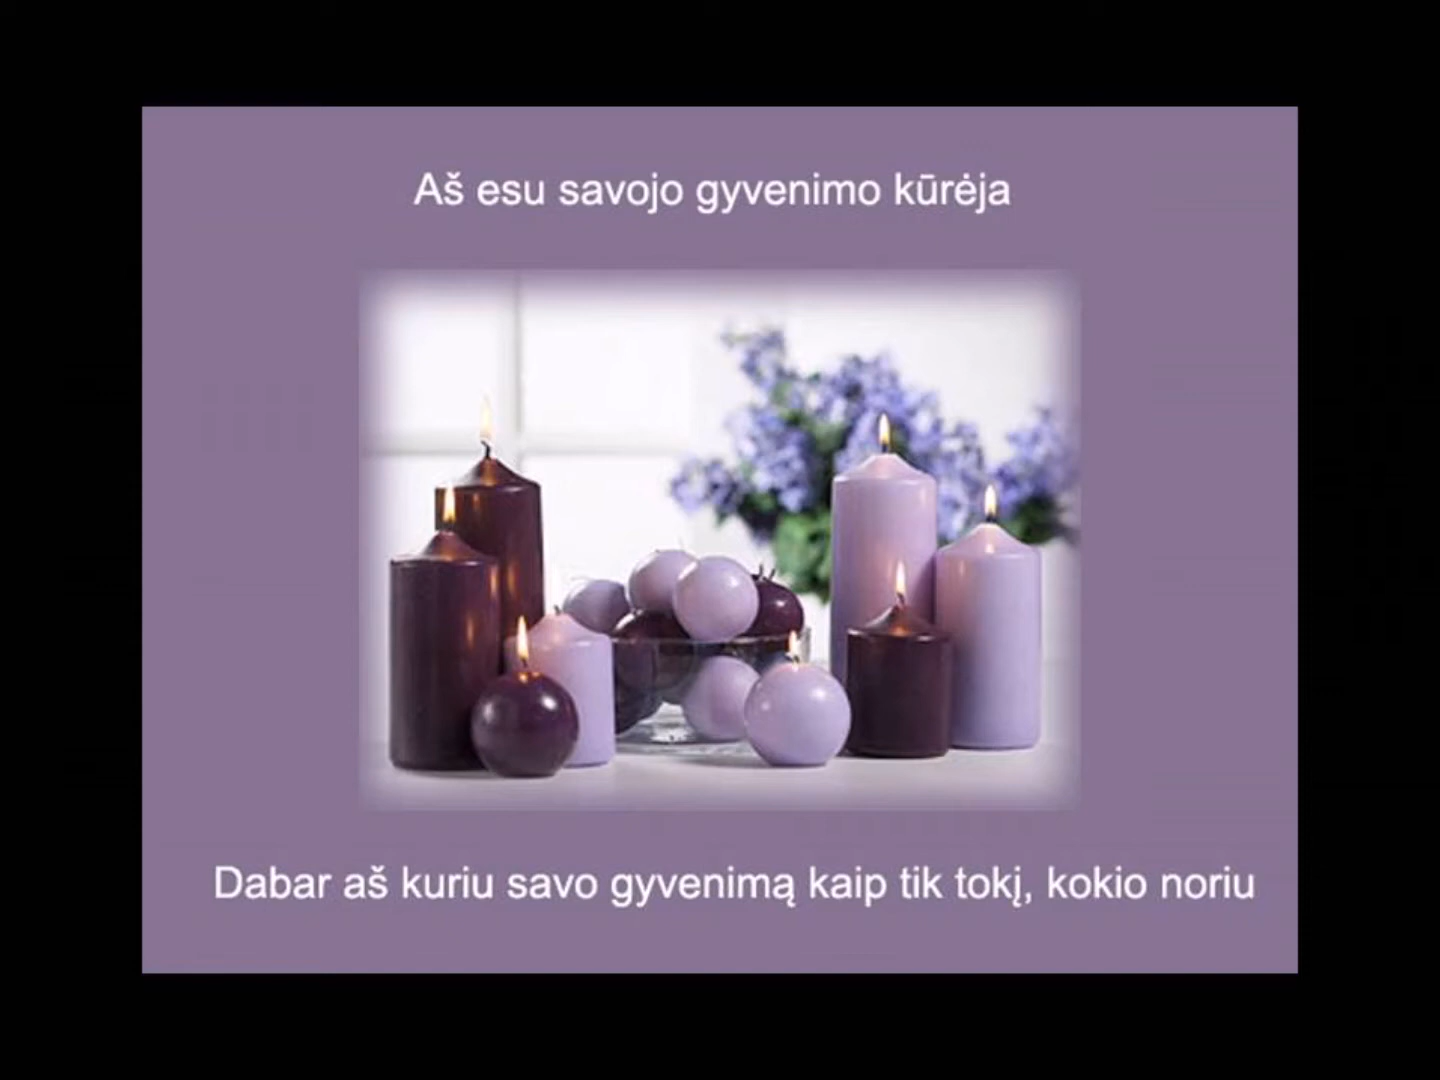 Aš esu savojo gyvenimo kūrėja
Dabar aš kuriu savo gyvenimą kaip tik tokį, kokio noriu